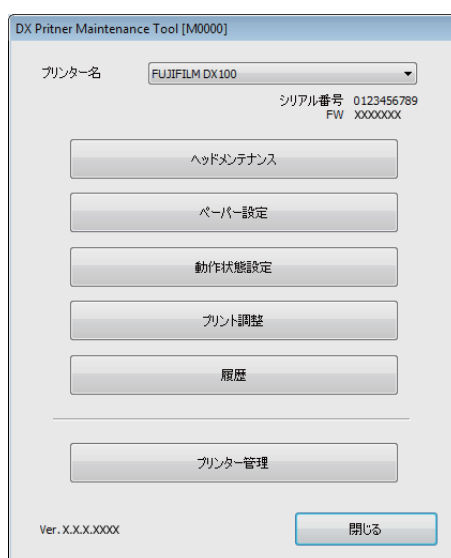 DX Pritner Maintenance Tool [M0000]
プリンター名 FUJIFILM DX100
シリアル番号 0123456789
FW XXXXXXX
ヘッドメンテナンス
ペーパー設定
動作状態設定
プリント調整
履歴
プリンター管理
Ver. X.X.X.XXXX 閉じる